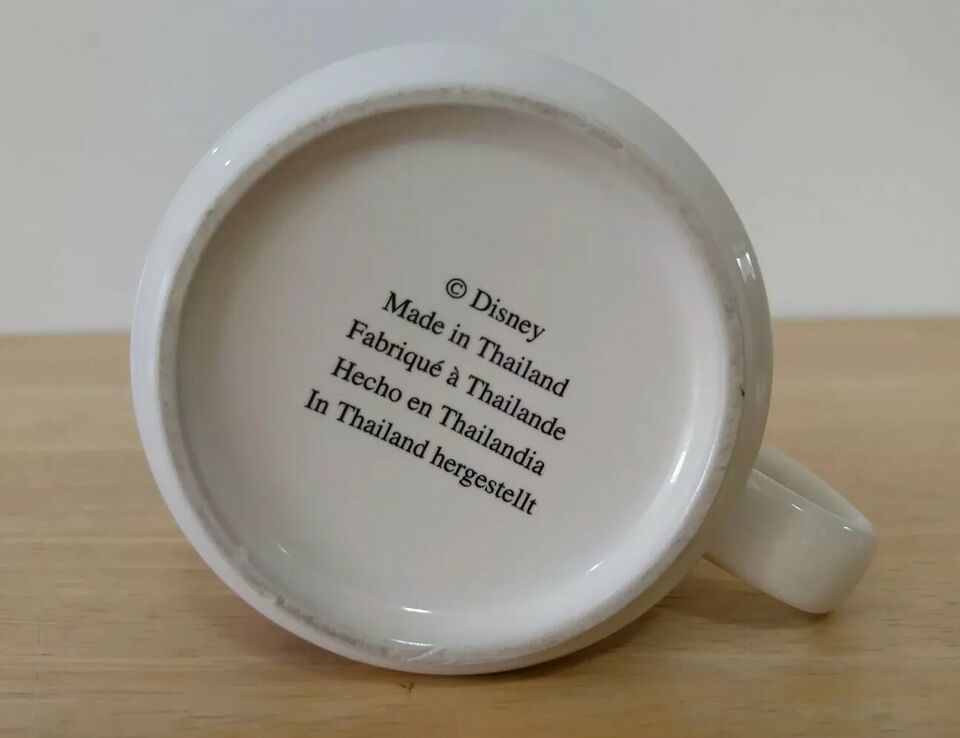 © Disney
Made in Thailand
Fabriqué à Thailande
Hecho en Thailandia
In Thailand hergestellt